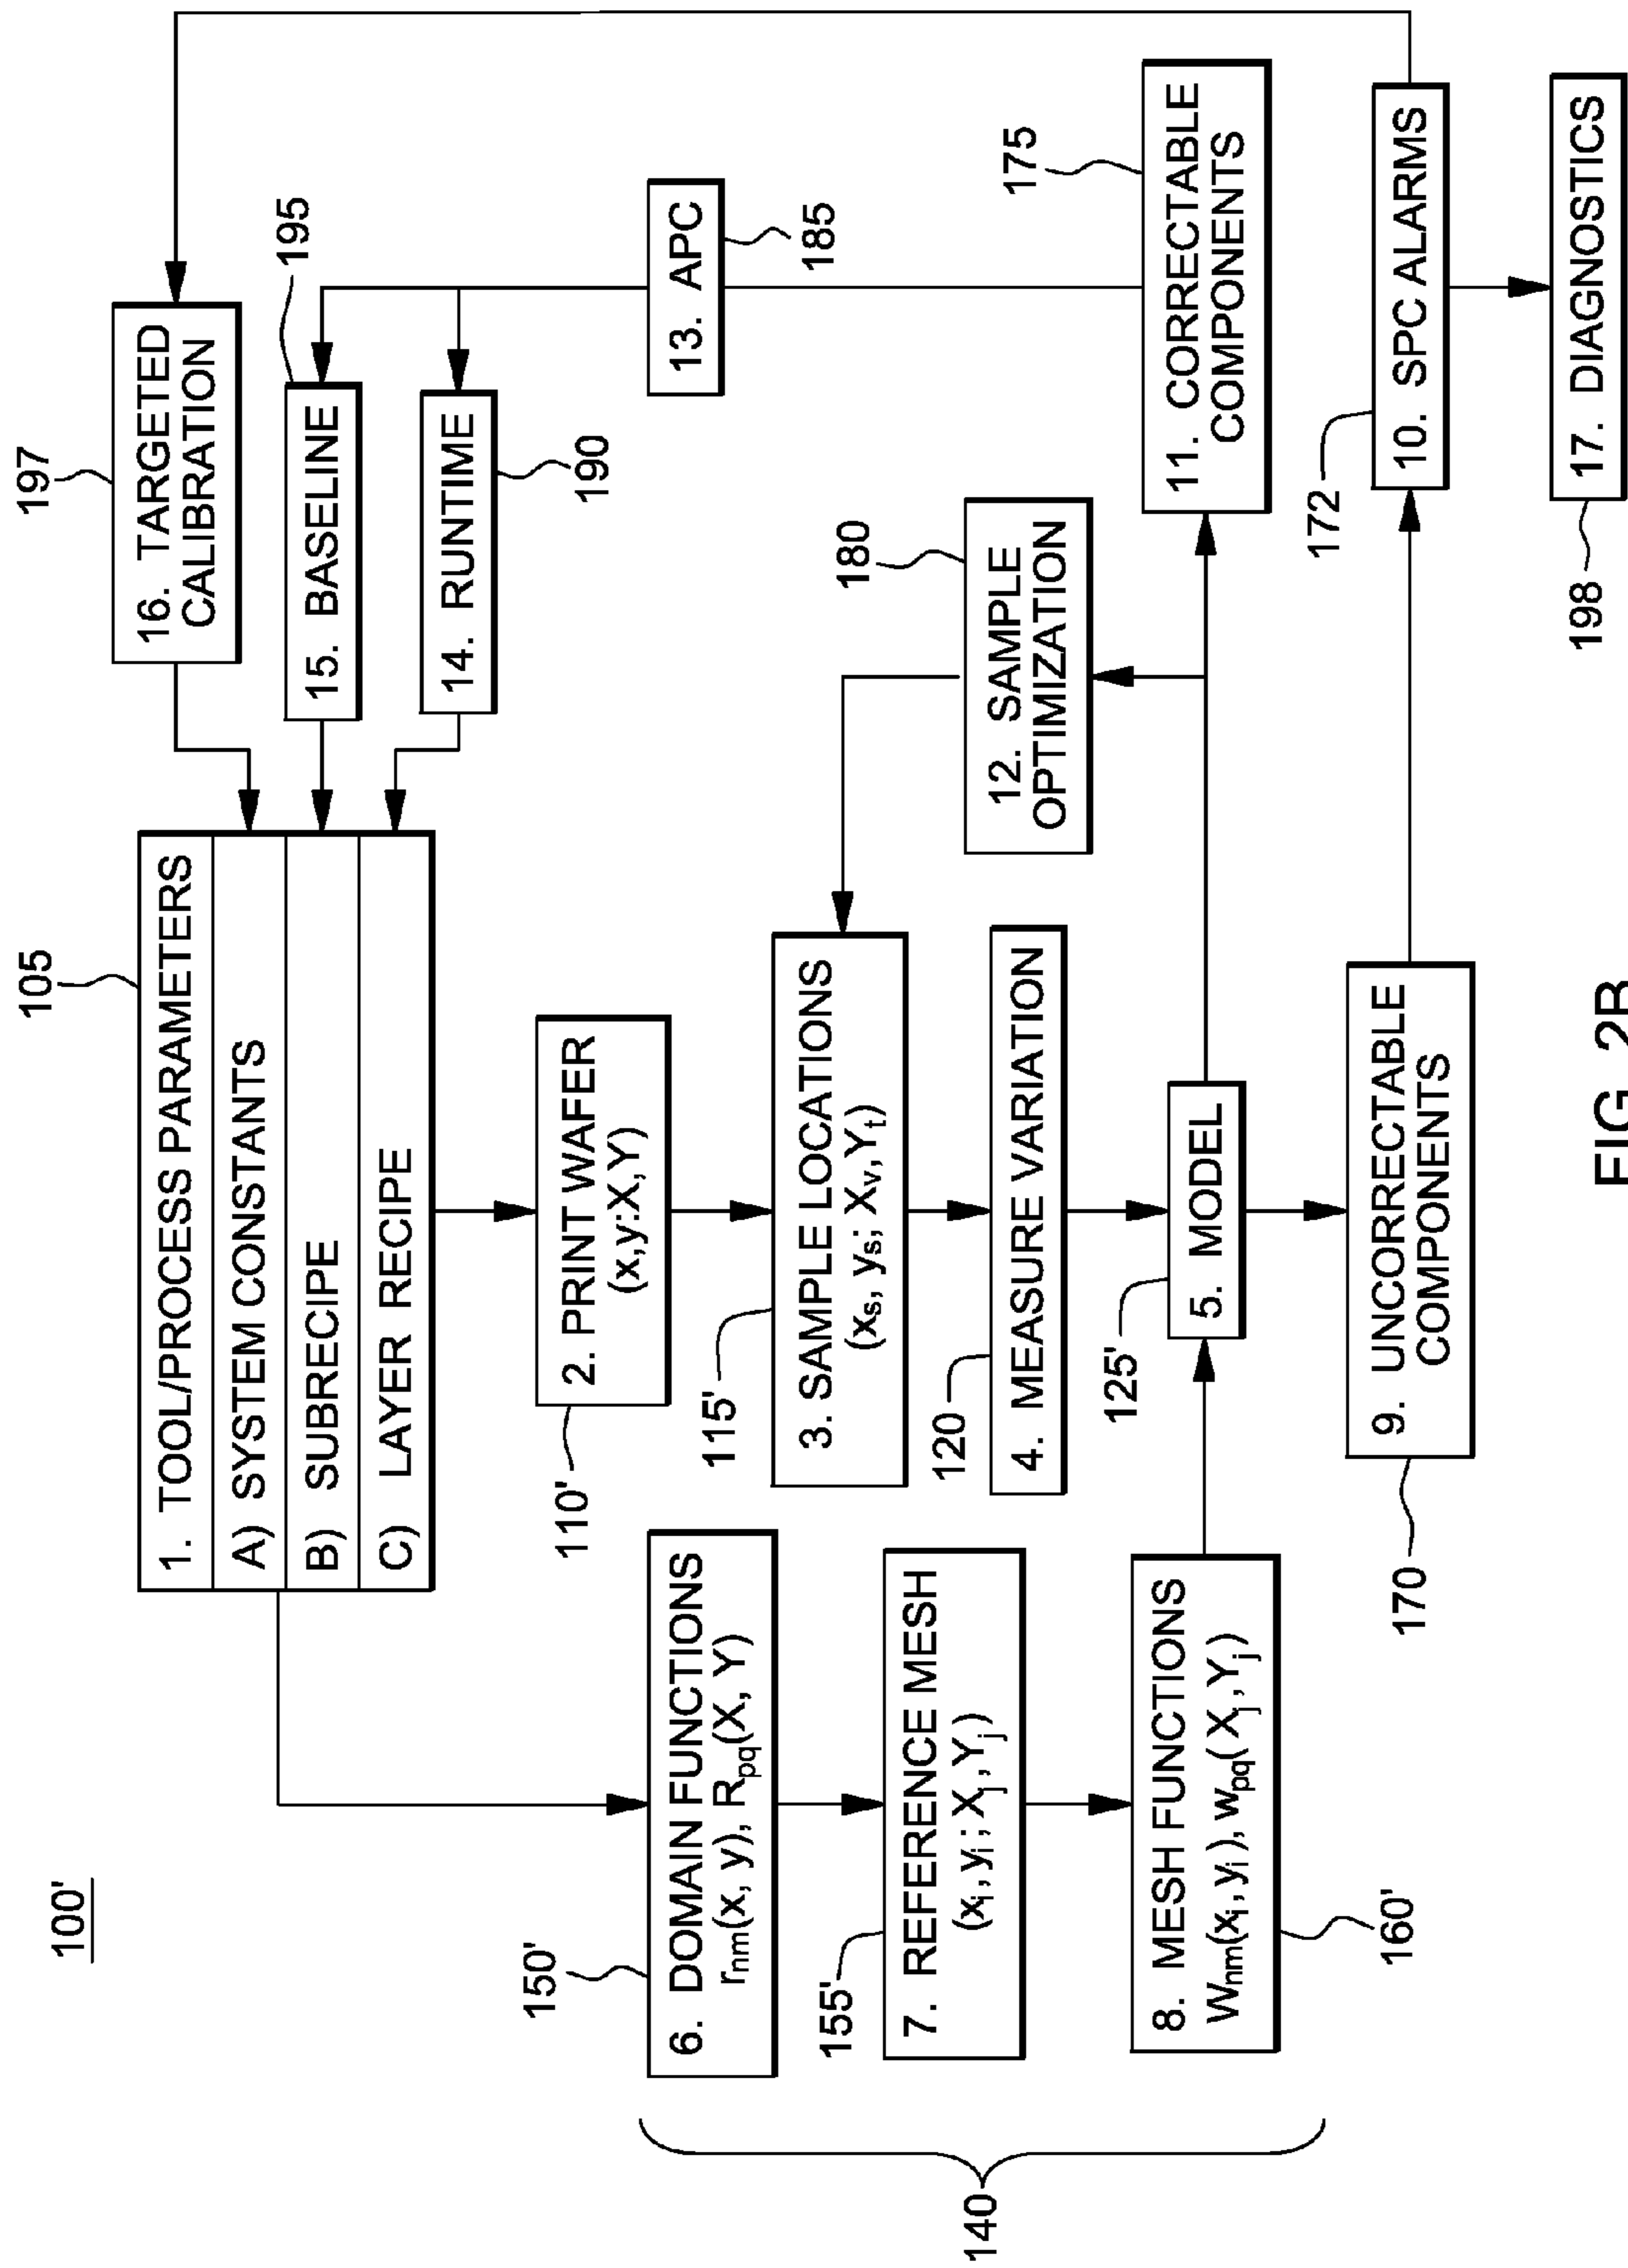 100'
105
1. TOOL/PROCESS PARAMETERS
A) SYSTEM CONSTANTS
B) SUBRECIPE
C) LAYER RECIPE
197
16. TARGETED
CALIBRATION
195
15. BASELINE
14. RUNTIME
190
110'
2. PRINT WAFER
(x,y:X,Y)
150'
6. DOMAIN FUNCTIONS
rnm(x, y), Rpq(X, Y)
13. APC
185
115'
3. SAMPLE LOCATIONS
(xs, ys; Xv, Yt)
155'
7. REFERENCE MESH
(xi, yi; Xj, Yj)
180
12. SAMPLE
OPTIMIZATION
120
4. MEASURE VARIATION
140
175
11. CORRECTABLE
COMPONENTS
125'
5. MODEL
8. MESH FUNCTIONS
Wnm(xi, yi), wpq(Xj, Yj)
160'
170
9. UNCORRECTABLE
COMPONENTS
172
10. SPC ALARMS
198
17. DIAGNOSTICS
FIG. 2B